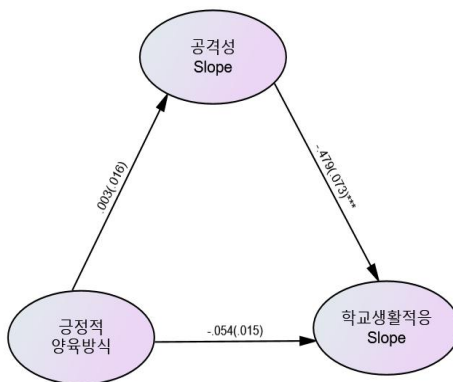 공격성
Slope
.003(.016)
-.479(.073)***
긍정적
양육방식
-.054(.015)
학교생활적응
Slope